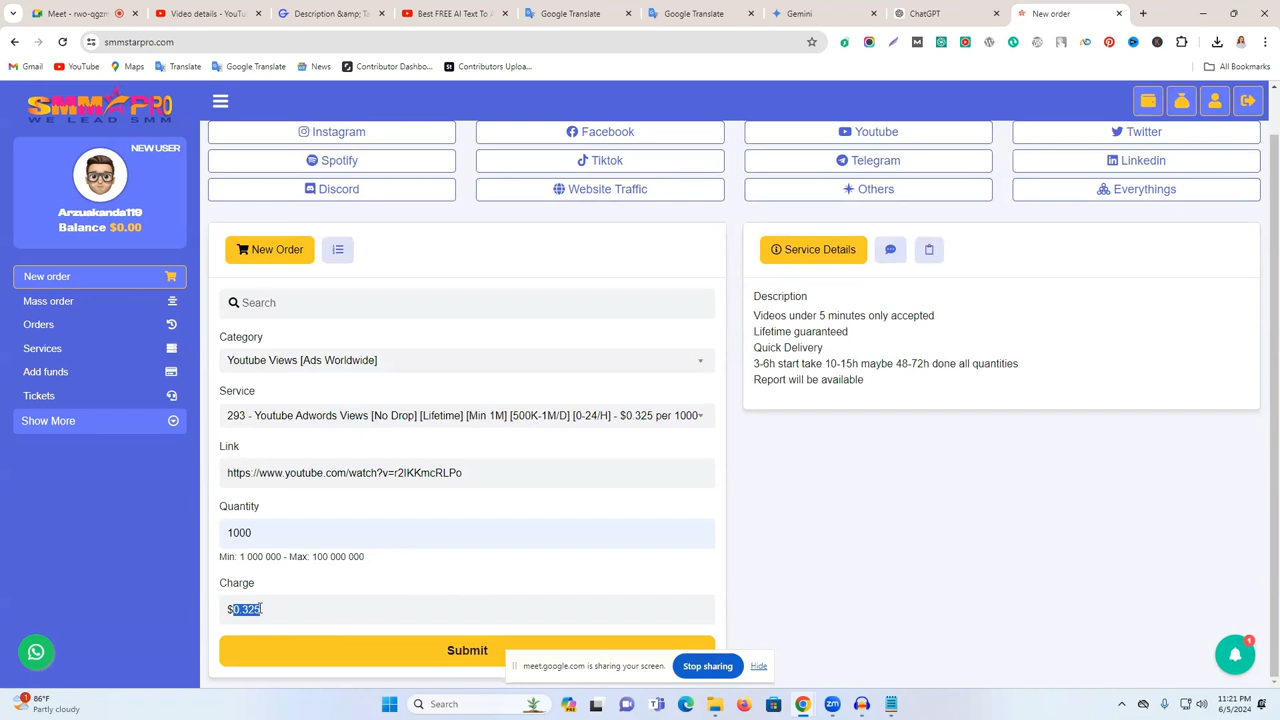 Meet - rwo-qgzr-
Video details - YouTu
Design
Best FREE AI Text To A
Google Translate
Google Translate
Gemini
ChatGPT
New order
smmstarpro.com
Gmail
YouTube
Maps
Translate
Google Translate
News
Contributor Dashbo...
Contributors Uploa...
All Bookmarks
SMM PRO
WE LEAD SMM
NEW USER
Arzuakanda119
Balance $0.00
New order
Mass order
Orders
Services
Add funds
Tickets
Show More
Instagram
Facebook
Youtube
Twitter
Spotify
Tiktok
Telegram
Linkedin
Discord
Website Traffic
Others
Everythings
New Order
Search
Category
Youtube Views [Ads Worldwide]
Service
293 - Youtube Adwords Views [No Drop] [Lifetime] [Min 1M] [500K-1M/D] [0-24/H] - $0.325 per 1000
Link
https://www.youtube.com/watch?v=r2IKKmcRLPo
Quantity
1000
Min: 1 000 000 - Max: 100 000 000
Charge
$0.325
Submit
Service Details
Description
Videos under 5 minutes only accepted
Lifetime guaranteed
Quick Delivery
3-6h start take 10-15h maybe 48-72h done all quantities
Report will be available
1
meet.google.com is sharing your screen.
Stop sharing
Hide
1
86°F
Partly cloudy
Search
11:21 PM
6/5/2024